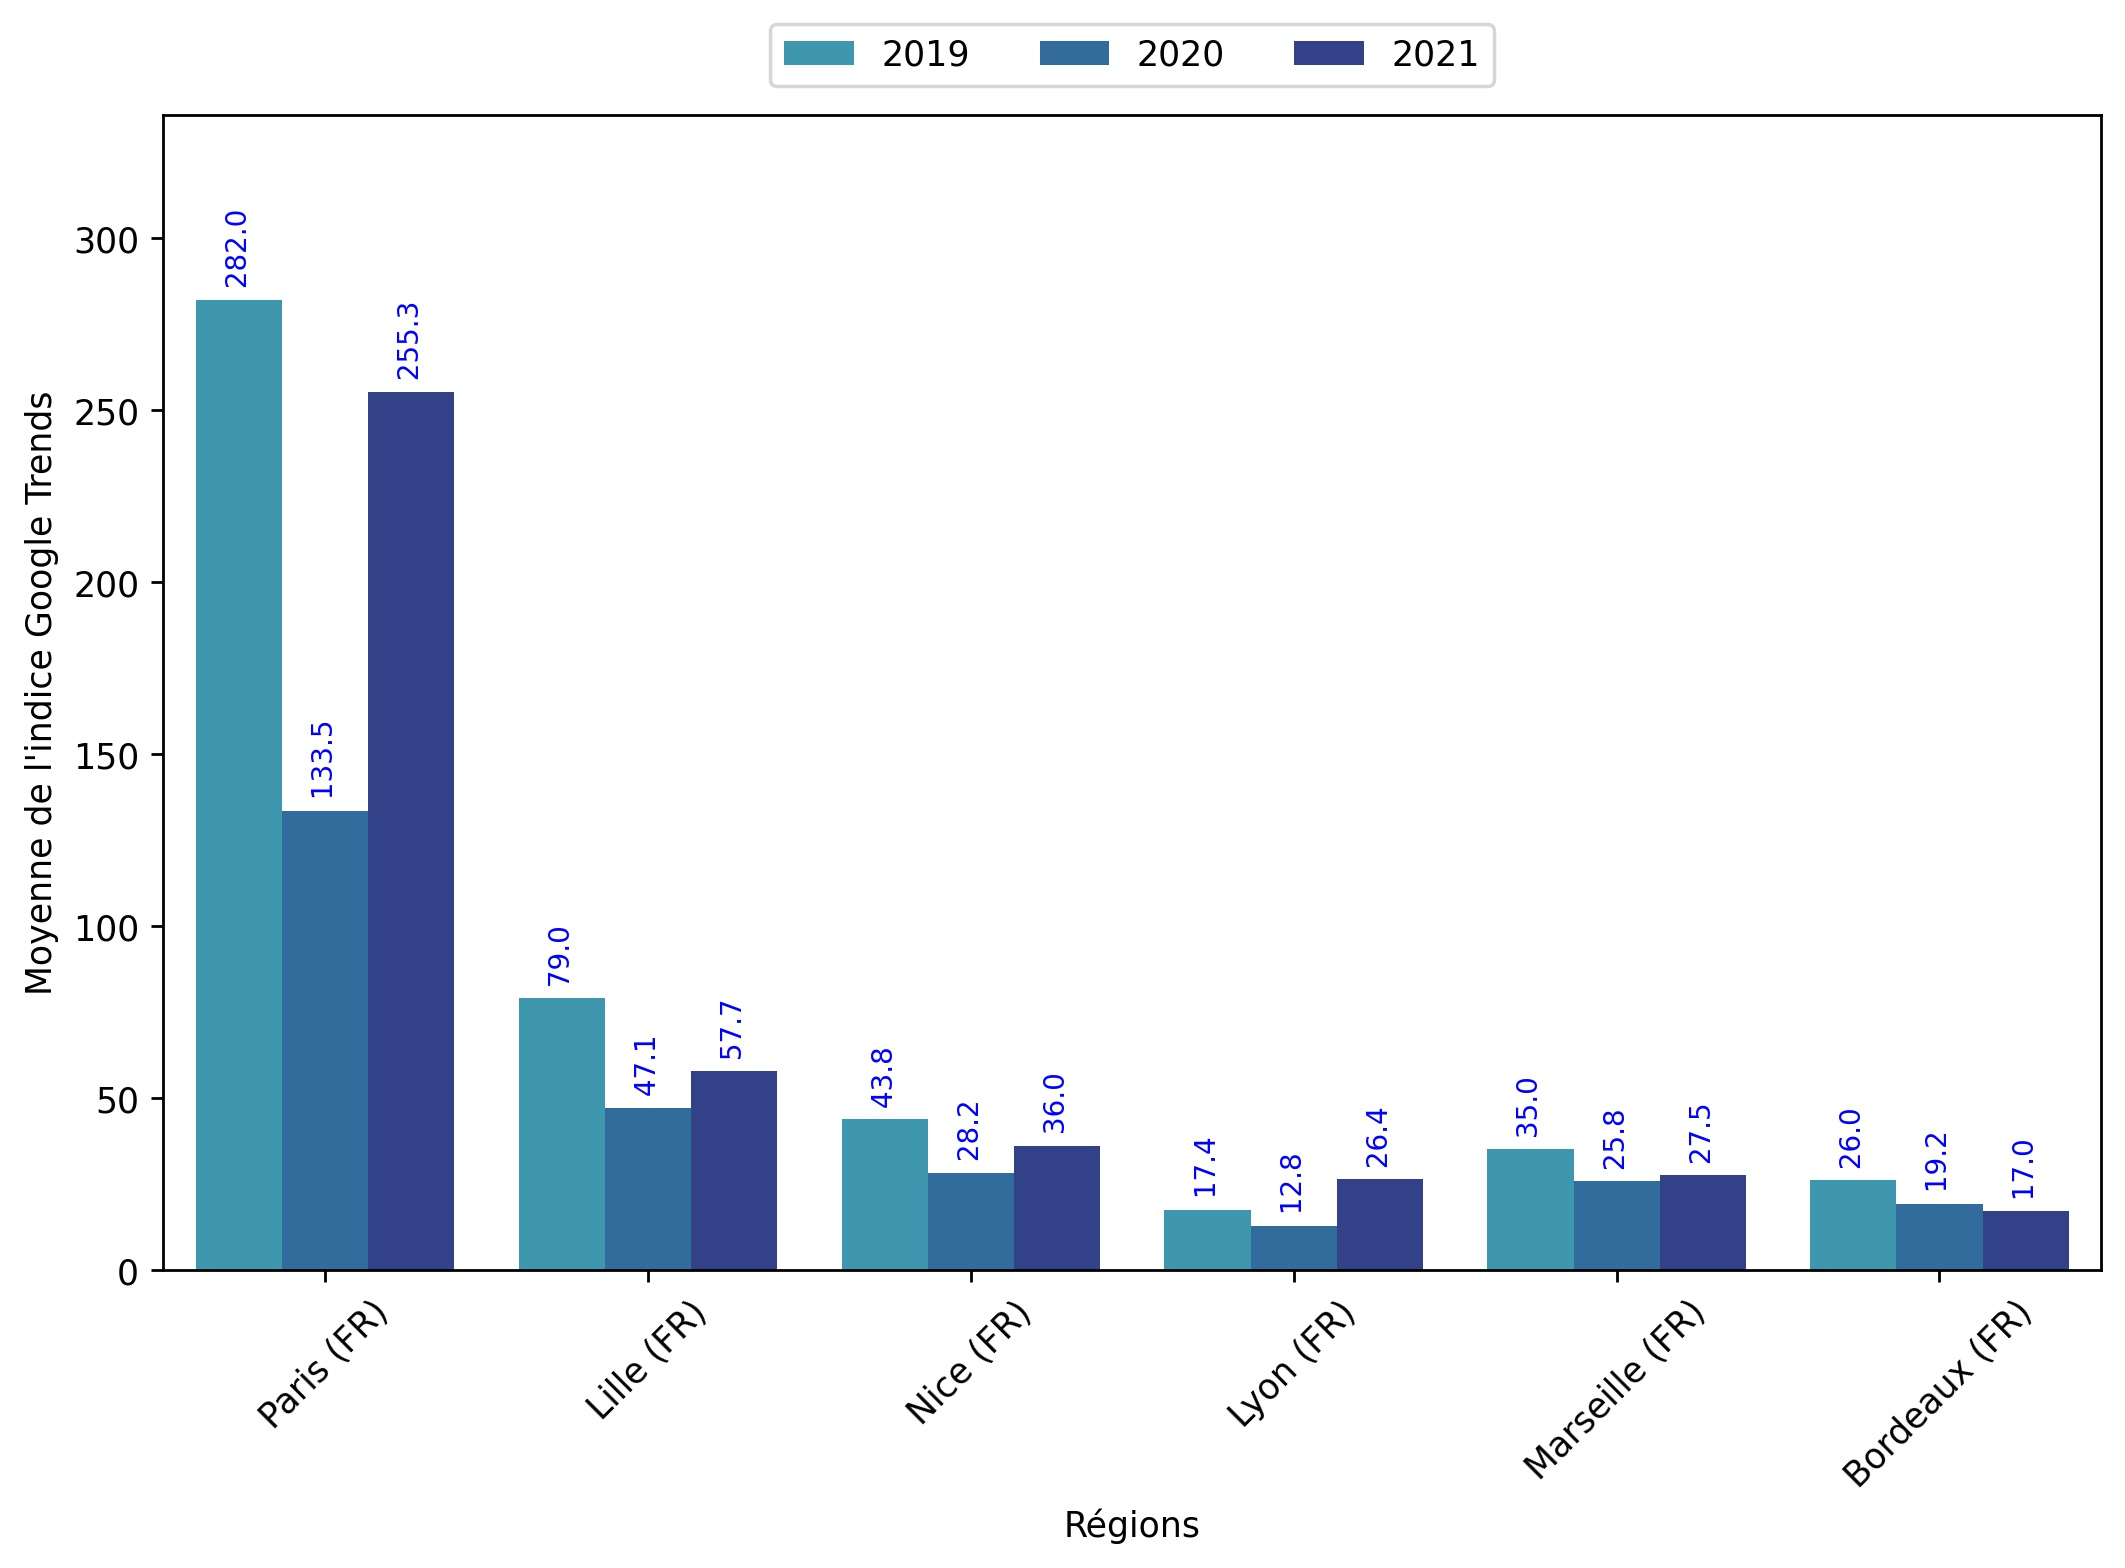 2019 2020 2021
Moyenne de l'indice Google Trends
300
250
200
150
100
50
0
282.0
133.5
255.3
79.0
47.1
57.7
43.8
28.2
36.0
17.4
12.8
26.4
35.0
25.8
27.5
26.0
19.2
17.0
Paris (FR)
Lille (FR)
Nice (FR)
Lyon (FR)
Marseille (FR)
Bordeaux (FR)
Régions